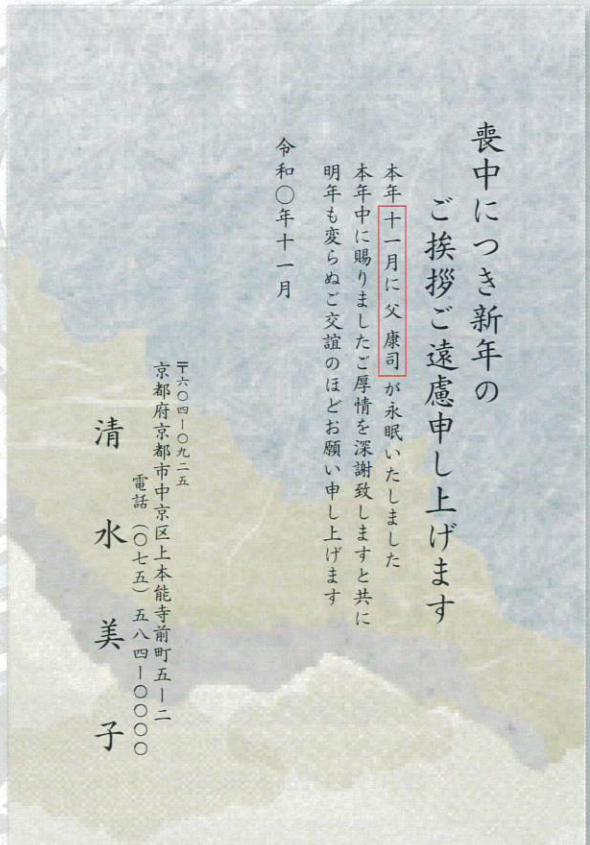 喪中につき新年の
ご挨拶ご遠慮申し上げます
本年十一月に 父 康司 が永眠いたしました
本年中に賜りましたご厚情を深謝致しますと共に
明年も変らぬご交誼のほどお願い申し上げます
令和〇年十一月
〒六〇四ー〇九二五
京都府京都市中京区上本能寺前町五ー二
電話(〇七五)五八四ー〇〇〇〇
清水美子